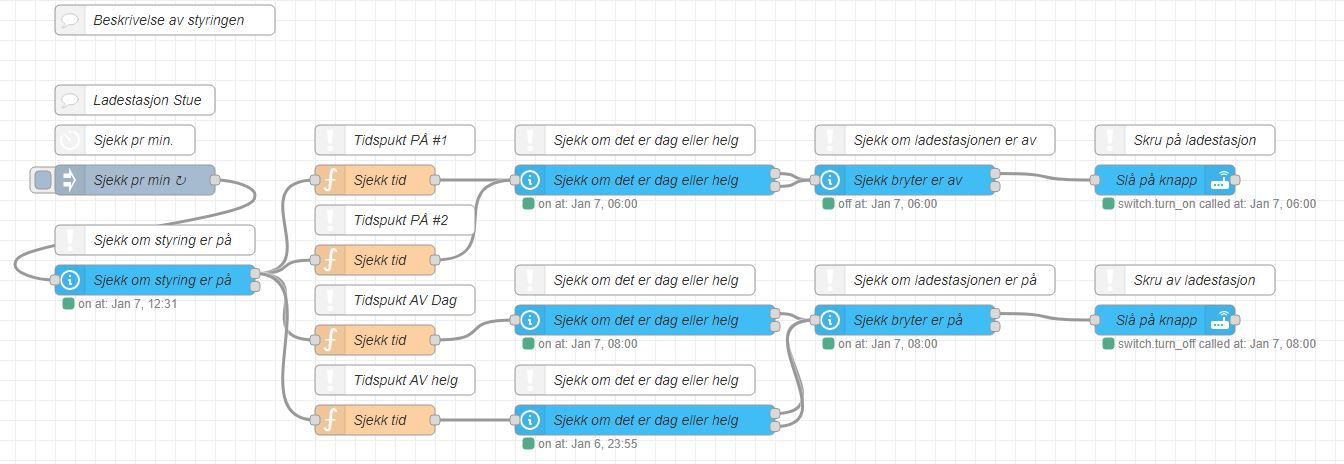 Beskrivelse av styringen
Ladestasjon Stue
Sjekk pr min.
Tidspukt PÅ #1
Sjekk om det er dag eller helg
Sjekk om ladestasjonen er av
Skru på ladestasjon
Sjekk pr min ↻
Sjekk tid
Sjekk om det er dag eller helg
Sjekk bryter er av
Slå på knapp
on at: Jan 7, 06:00
off at: Jan 7, 06:00
switch.turn_on called at: Jan 7, 06:00
Tidspukt PÅ #2
Sjekk om styring er på
Sjekk tid
Sjekk om styring er på
on at: Jan 7, 12:31
Sjekk om det er dag eller helg
Sjekk om ladestasjonen er på
Skru av ladestasjon
Tidspukt AV Dag
Sjekk om det er dag eller helg
Sjekk bryter er på
Slå på knapp
Sjekk tid
on at: Jan 7, 08:00
on at: Jan 7, 08:00
switch.turn_off called at: Jan 7, 08:00
Tidspukt AV helg
Sjekk om det er dag eller helg
Sjekk tid
Sjekk om det er dag eller helg
on at: Jan 6, 23:55